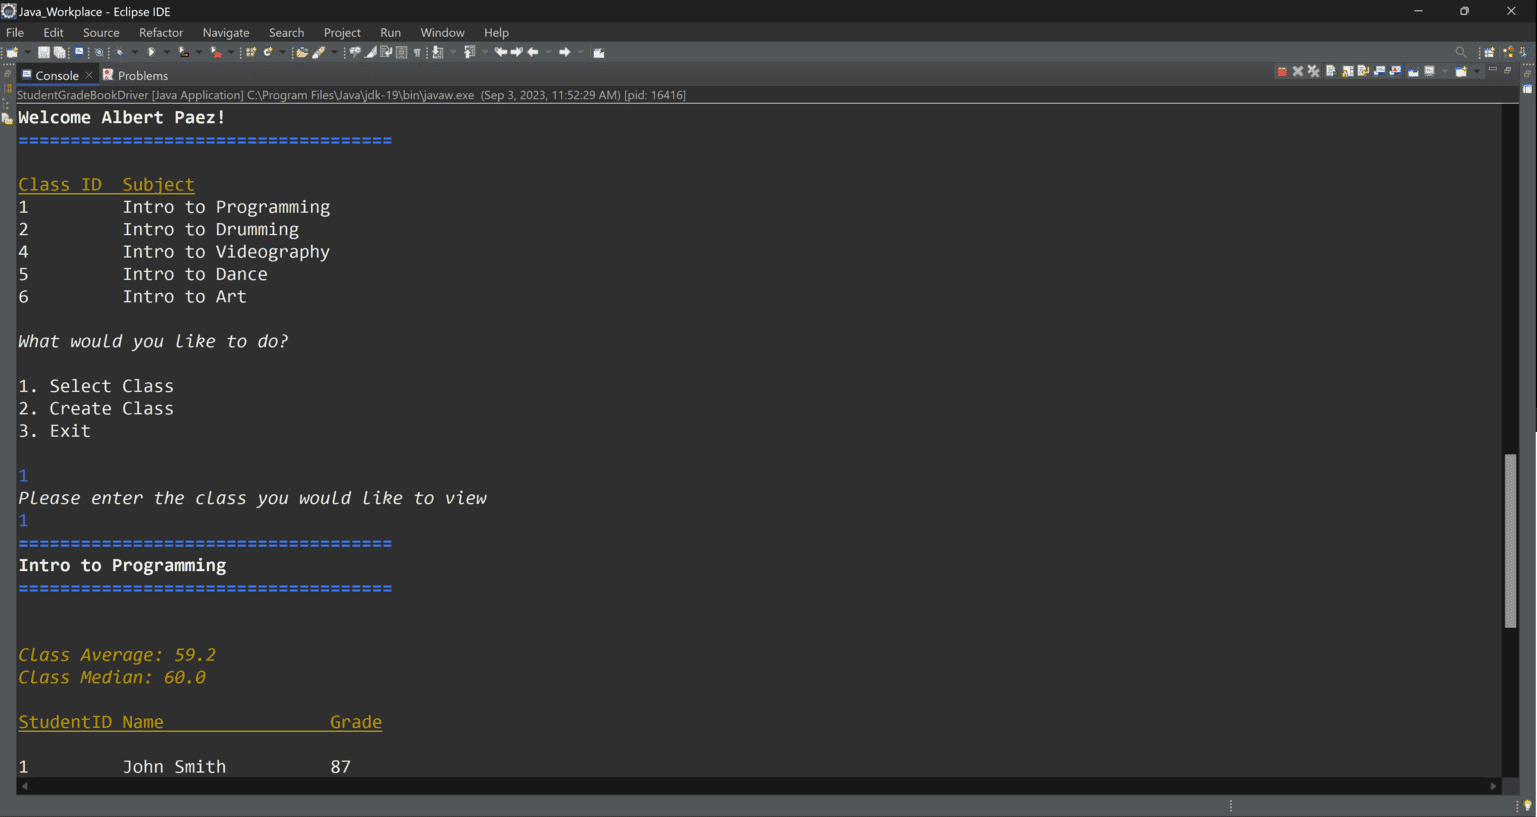 Java_Workplace - Eclipse IDE
File Edit Source Refactor Navigate Search Project Run Window Help
Console Problems
StudentGradeBookDriver [Java Application] C:\Program Files\Java\jdk-19\bin\javaw.exe (Sep 3, 2023, 11:52:29 AM) [pid: 16416]
Welcome Albert Paez!
====================================
Class ID Subject
1 Intro to Programming
2 Intro to Drumming
4 Intro to Videography
5 Intro to Dance
6 Intro to Art
What would you like to do?
1. Select Class
2. Create Class
3. Exit
1
Please enter the class you would like to view
1
====================================
Intro to Programming
====================================
Class Average: 59.2
Class Median: 60.0
StudentID Name Grade
1 John Smith 87